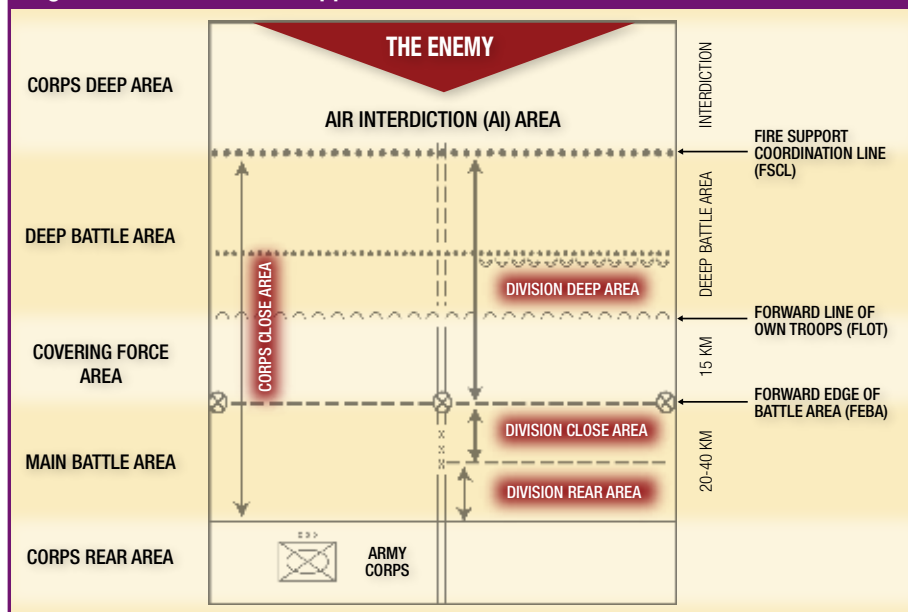 THE ENEMY
CORPS DEEP AREA
AIR INTERDICTION (AI) AREA
INTERDICTION
FIRE SUPPORT
COORDINATION LINE
(FSCL)
DEEP BATTLE AREA
DEEEP BATTLE AREA
CORPS CLOSE AREA
DIVISION DEEP AREA
FORWARD LINE OF
OWN TROOPS (FLOT)
COVERING FORCE
AREA
15 KM
FORWARD EDGE OF
BATTLE AREA (FEBA)
DIVISION CLOSE AREA
MAIN BATTLE AREA
20-40 KM
X
X
X
DIVISION REAR AREA
CORPS REAR AREA
XXX
ARMY
CORPS